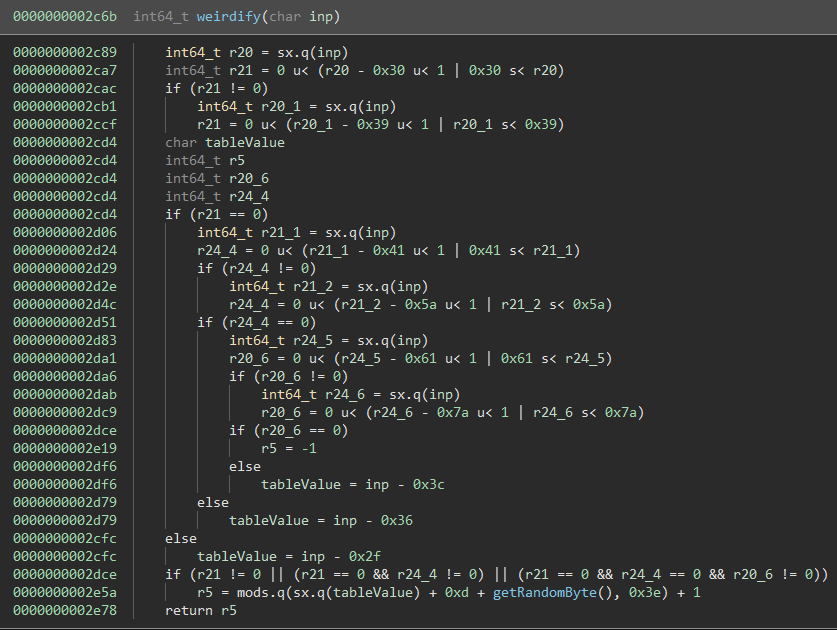 0000000002c6b int64_t weirdify(char inp)
0000000002c89 int64_t r20 = sx.q(inp)
0000000002ca7 int64_t r21 = 0 u< (r20 - 0x30 u< 1 | 0x30 s< r20)
0000000002cac if (r21 != 0)
0000000002cb1 int64_t r20_1 = sx.q(inp)
0000000002ccf r21 = 0 u< (r20_1 - 0x39 u< 1 | r20_1 s< 0x39)
0000000002cd4 char tableValue
0000000002cd4 int64_t r5
0000000002cd4 int64_t r20_6
0000000002cd4 int64_t r24_4
0000000002cd4 if (r21 == 0)
0000000002d06 int64_t r21_1 = sx.q(inp)
0000000002d24 r24_4 = 0 u< (r21_1 - 0x41 u< 1 | 0x41 s< r21_1)
0000000002d29 if (r24_4 != 0)
0000000002d2e int64_t r21_2 = sx.q(inp)
0000000002d4c r24_4 = 0 u< (r21_2 - 0x5a u< 1 | r21_2 s< 0x5a)
0000000002d51 if (r24_4 == 0)
0000000002d83 int64_t r24_5 = sx.q(inp)
0000000002da1 r20_6 = 0 u< (r24_5 - 0x61 u< 1 | 0x61 s< r24_5)
0000000002da6 if (r20_6 != 0)
0000000002dab int64_t r24_6 = sx.q(inp)
0000000002dc9 r20_6 = 0 u< (r24_6 - 0x7a u< 1 | r24_6 s< 0x7a)
0000000002dce if (r20_6 == 0)
0000000002e19 r5 = -1
0000000002df6 else
0000000002df6 tableValue = inp - 0x3c
0000000002d79 else
0000000002d79 tableValue = inp - 0x36
0000000002cfc else
0000000002cfc tableValue = inp - 0x2f
0000000002dce if (r21 != 0 || (r21 == 0 && r24_4 != 0) || (r21 == 0 && r24_4 == 0 && r20_6 != 0))
0000000002e5a r5 = mods.q(sx.q(tableValue) + 0xd + getRandomByte(), 0x3e) + 1
0000000002e78 return r5